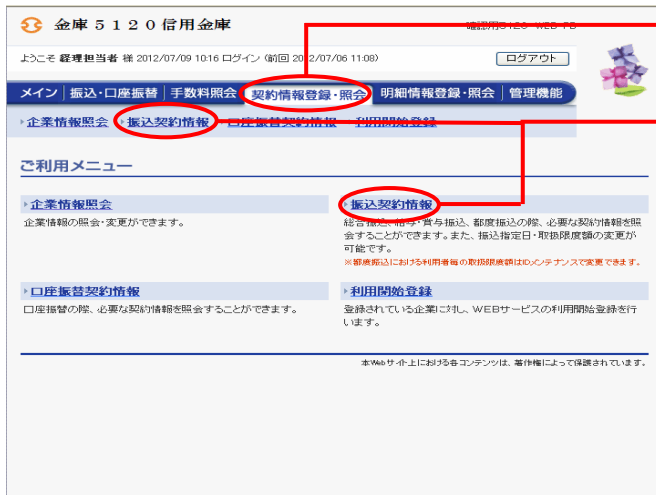 金庫５１２０信用金庫
ようこそ 経理担当者 様 2012/07/09 10:16 ログイン (前回 2012/07/06 11:08)
ログアウト
メイン 振込・口座振替 手数料照会 契約情報登録・照会 明細情報登録・照会 管理機能
企業情報照会 振込契約情報 口座振替契約情報 利用開始登録
ご利用メニュー
企業情報照会
企業情報の照会・変更ができます。
振込契約情報
総合振込、給与・賞与振込、都度振込の際、必要な契約情報を照
会することができます。また、振込指定日・取扱限度額の変更が
可能です。
※都度振込における利用者毎の取扱限度額はIDメンテナンスで変更できます。
口座振替契約情報
口座振替の際、必要な契約情報を照会することができます。
利用開始登録
登録されている企業に対し、WEBサービスの利用開始登録を行
います。
本Webサイト上における各コンテンツは、著作権によって保護されています。